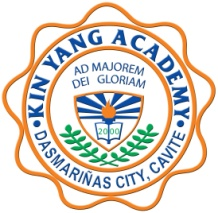 KIN YANG ACADEMY
AD MAJOREM
DEI GLORIAM
2000
DASMARIÑAS CITY, CAVITE